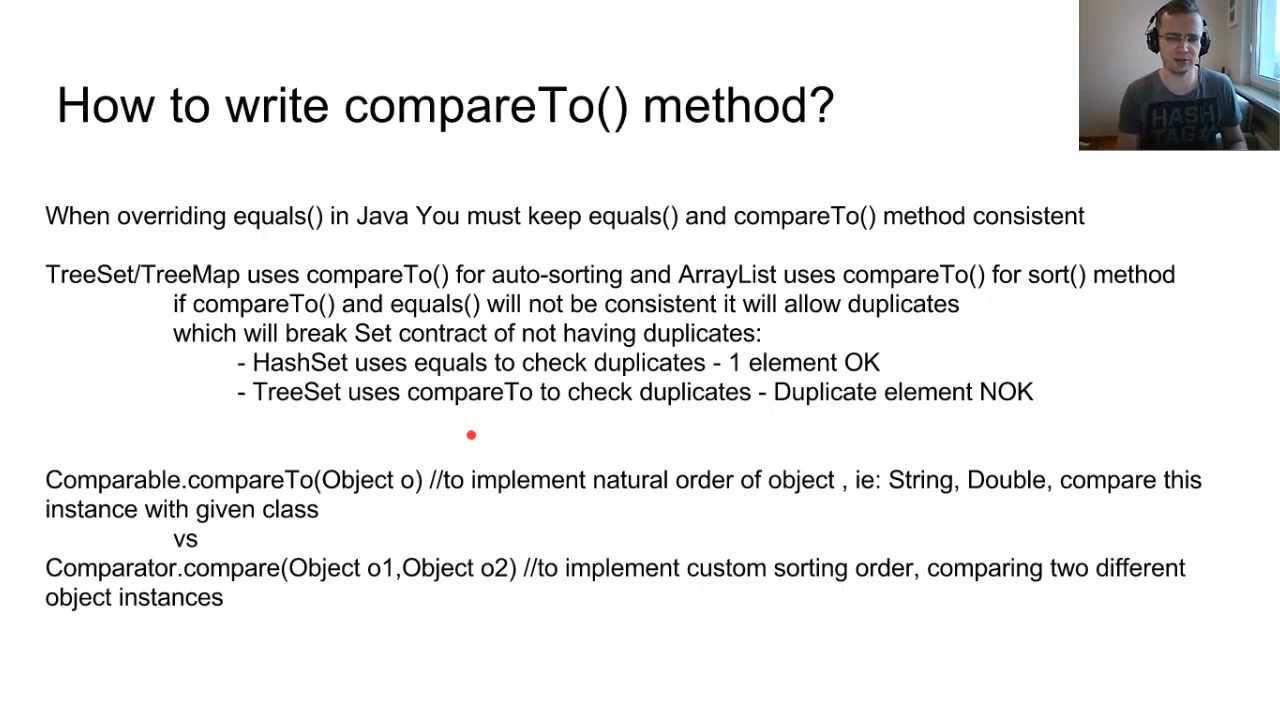 How to write compareTo() method?
HASH
TAG#
When overriding equals() in Java You must keep equals() and compareTo() method consistent
TreeSet/TreeMap uses compareTo() for auto-sorting and ArrayList uses compareTo() for sort() method
if compareTo() and equals() will not be consistent it will allow duplicates
which will break Set contract of not having duplicates:
- HashSet uses equals to check duplicates - 1 element OK
- TreeSet uses compareTo to check duplicates - Duplicate element NOK
Comparable.compareTo(Object o) //to implement natural order of object , ie: String, Double, compare this
instance with given class
vs
Comparator.compare(Object o1,Object o2) //to implement custom sorting order, comparing two different
object instances